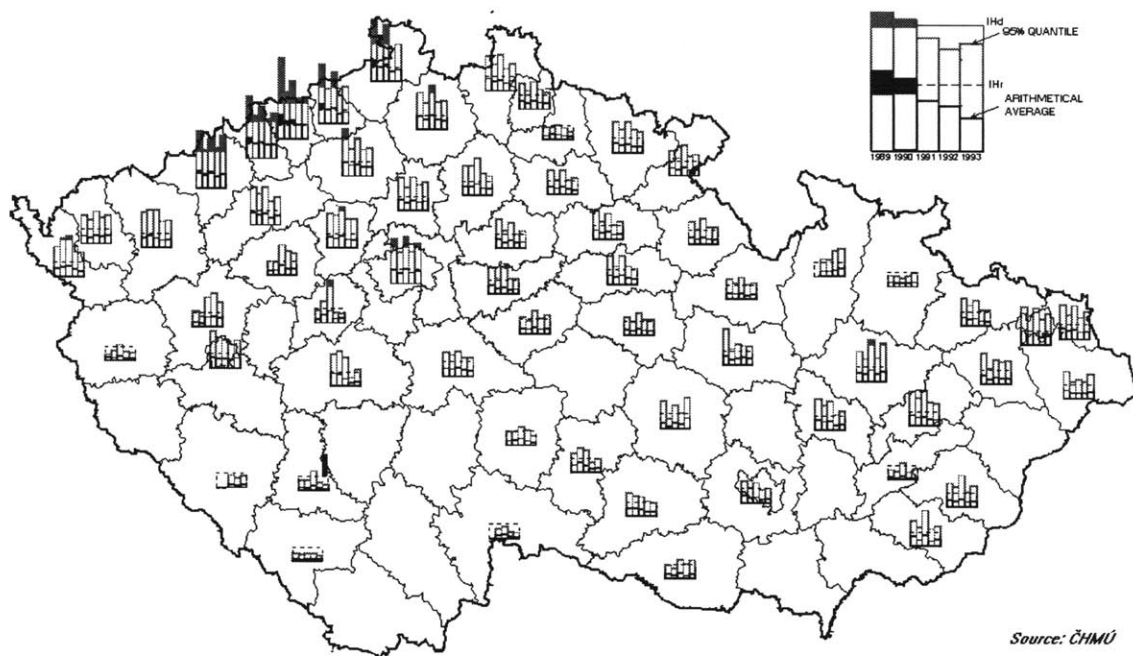 IHd
95% QUANTILE
IHr
ARITHMETICAL
AVERAGE
1989 1990 1991 1992 1993
Source: ČHMÚ